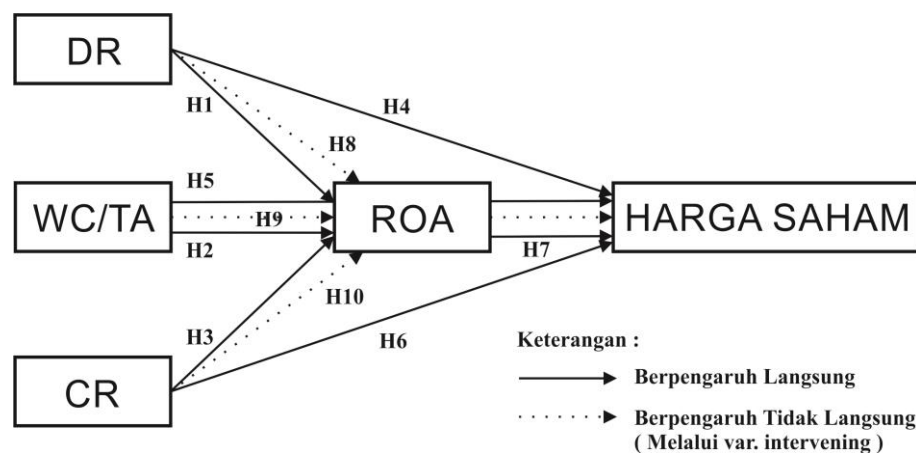 DR
H1
H4
H8
H5
WC/TA
H9
ROA
HARGA SAHAM
H2
H7
H10
H3
H6
CR
Keterangan :
Berpengaruh Langsung
Berpengaruh Tidak Langsung
( Melalui var. intervening )